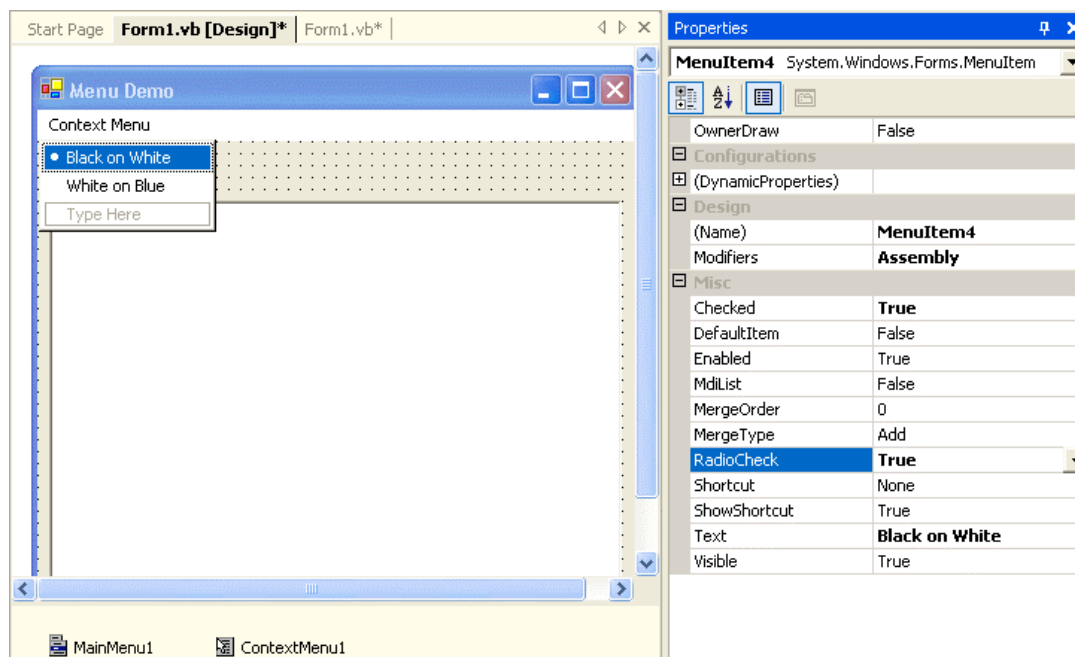 Start Page Form1.vb [Design]* Form1.vb*
Menu Demo
Context Menu
Black on White
White on Blue
Type Here
MainMenu1 ContextMenu1
Properties
MenuItem4 System.Windows.Forms.MenuItem
OwnerDraw False
Configurations
(DynamicProperties)
Design
(Name) MenuItem4
Modifiers Assembly
Misc
Checked True
DefaultItem False
Enabled True
MdiList False
MergeOrder 0
MergeType Add
RadioCheck True
Shortcut None
ShowShortcut True
Text Black on White
Visible True